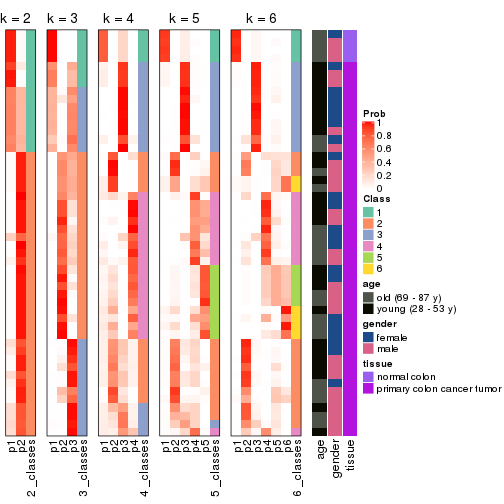 k = 2
k = 3
k = 4
k = 5
k = 6
Prob
1
0.8
0.6
0.4
0.2
0
Class
1
2
3
4
5
6
age
old (69 - 87 y)
young (28 - 53 y)
gender
female
male
tissue
normal colon
primary colon cancer tumor
p1
p2
2_classes
p1
p2
p3
3_classes
p1
p2
p3
p4
4_classes
p1
p2
p3
p4
p5
5_classes
p1
p2
p3
p4
p5
p6
6_classes
age
gender
tissue